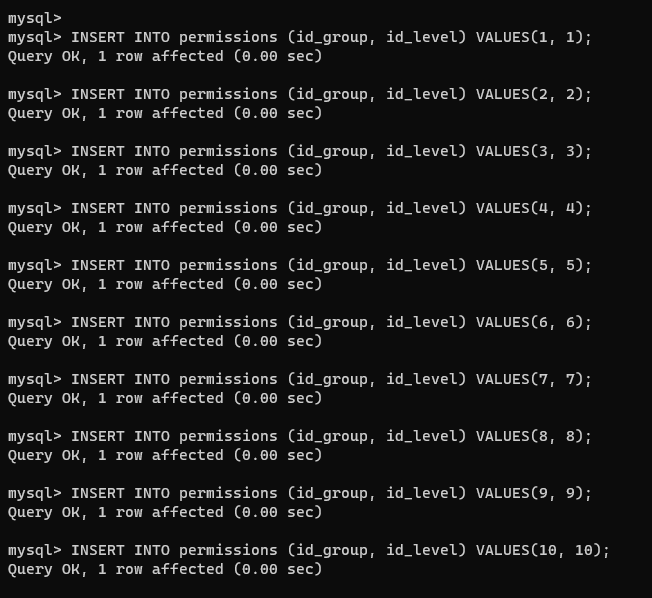 mysql>
mysql> INSERT INTO permissions (id_group, id_level) VALUES(1, 1);
Query OK, 1 row affected (0.00 sec)
mysql> INSERT INTO permissions (id_group, id_level) VALUES(2, 2);
Query OK, 1 row affected (0.00 sec)
mysql> INSERT INTO permissions (id_group, id_level) VALUES(3, 3);
Query OK, 1 row affected (0.00 sec)
mysql> INSERT INTO permissions (id_group, id_level) VALUES(4, 4);
Query OK, 1 row affected (0.00 sec)
mysql> INSERT INTO permissions (id_group, id_level) VALUES(5, 5);
Query OK, 1 row affected (0.00 sec)
mysql> INSERT INTO permissions (id_group, id_level) VALUES(6, 6);
Query OK, 1 row affected (0.00 sec)
mysql> INSERT INTO permissions (id_group, id_level) VALUES(7, 7);
Query OK, 1 row affected (0.00 sec)
mysql> INSERT INTO permissions (id_group, id_level) VALUES(8, 8);
Query OK, 1 row affected (0.00 sec)
mysql> INSERT INTO permissions (id_group, id_level) VALUES(9, 9);
Query OK, 1 row affected (0.00 sec)
mysql> INSERT INTO permissions (id_group, id_level) VALUES(10, 10);
Query OK, 1 row affected (0.00 sec)